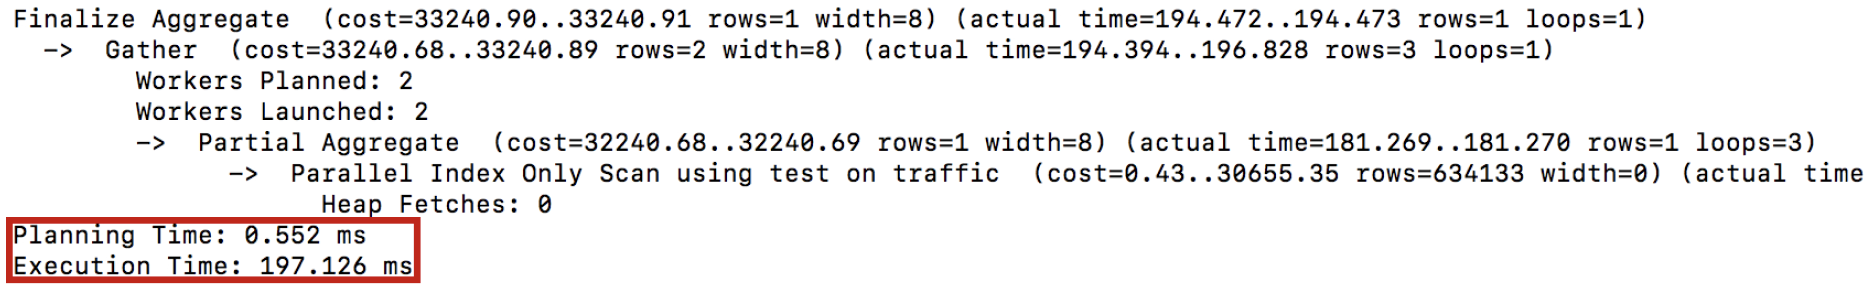 Finalize Aggregate  (cost=33240.90..33240.91 rows=1 width=8) (actual time=194.472..194.473 rows=1 loops=1)
  ->  Gather  (cost=33240.68..33240.89 rows=2 width=8) (actual time=194.394..196.828 rows=3 loops=1)
        Workers Planned: 2
        Workers Launched: 2
        ->  Partial Aggregate  (cost=32240.68..32240.69 rows=1 width=8) (actual time=181.269..181.270 rows=1 loops=3)
              ->  Parallel Index Only Scan using test on traffic  (cost=0.43..30655.35 rows=634133 width=0) (actual time
                    Heap Fetches: 0
Planning Time: 0.552 ms
Execution Time: 197.126 ms